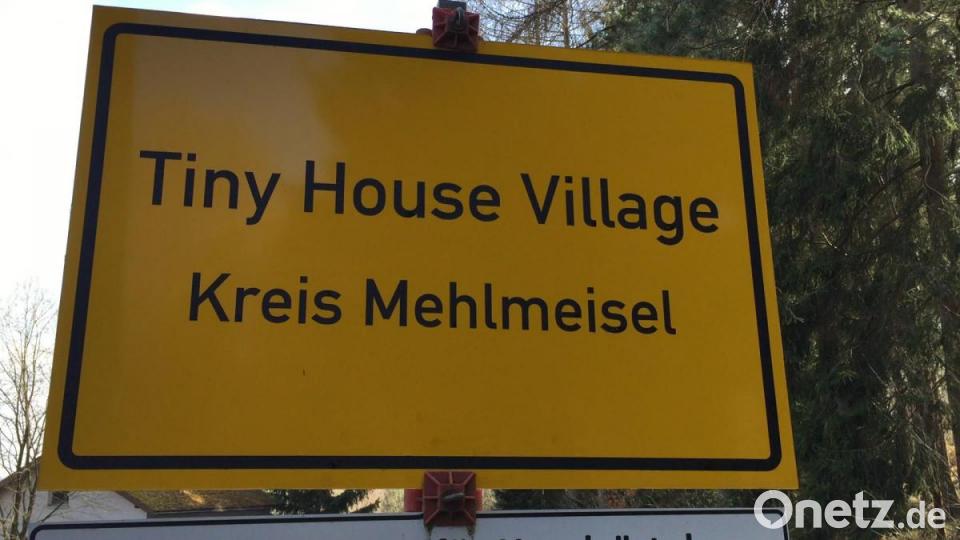 Tiny House Village
Kreis Mehlmeisel
Onetz.de